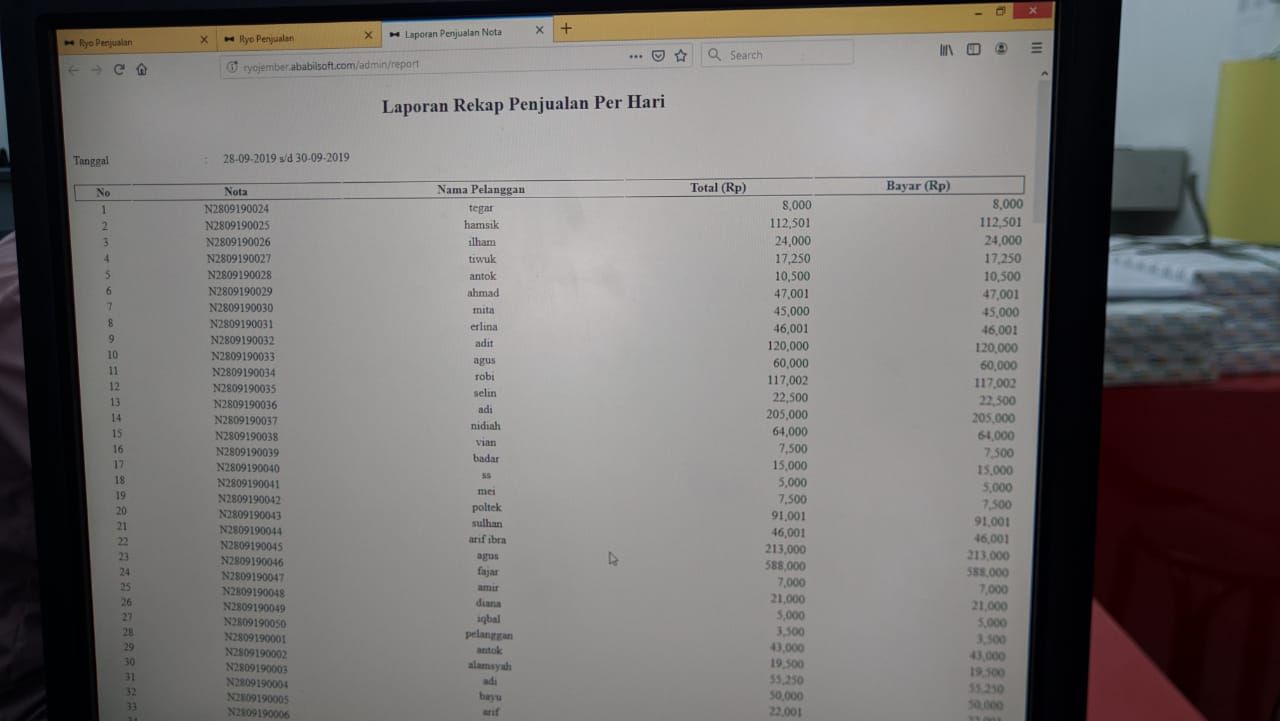 Ryo Penjualan Ryo Penjualan Laporan Penjualan Nota
ryojember.ababilsoft.com/admin/report Search
Laporan Rekap Penjualan Per Hari
Tanggal : 28-09-2019 s/d 30-09-2019
No Nota Nama Pelanggan Total (Rp) Bayar (Rp)
1 N2809190024 tegar 8,000 8,000
2 N2809190025 hamsik 112,501 112,501
3 N2809190026 ilham 24,000 24,000
4 N2809190027 tiwuk 17,250 17,250
5 N2809190028 antok 10,500 10,500
6 N2809190029 ahmad 47,001 47,001
7 N2809190030 mita 45,000 45,000
8 N2809190031 erlina 46,001 46,001
9 N2809190032 adit 120,000 120,000
10 N2809190033 agus 60,000 60,000
11 N2809190034 robi 117,002 117,002
12 N2809190035 selin 22,500 22,500
13 N2809190036 adi 205,000 205,000
14 N2809190037 nidiah 64,000 64,000
15 N2809190038 vian 7,500 7,500
16 N2809190039 badar 15,000 15,000
17 N2809190040 ss 5,000 5,000
18 N2809190041 mei 7,500 7,500
19 N2809190042 poltek 91,001 91,001
20 N2809190043 sulhan 46,001 46,001
21 N2809190044 arif ibra 213,000 213,000
22 N2809190045 agus 588,000 588,000
23 N2809190046 fajar 7,000 7,000
24 N2809190047 amir 21,000 21,000
25 N2809190048 diana 5,000 5,000
26 N2809190049 iqbal 3,500 3,500
27 N2809190050 pelanggan 43,000 43,000
28 N2809190001 antok 19,500 19,500
29 N2809190002 alamsyah 55,250 55,250
30 N2809190003 adi 50,000 50,000
31 N2809190004 bayu 22,001
32 N2809190005 arif
33 N2809190006